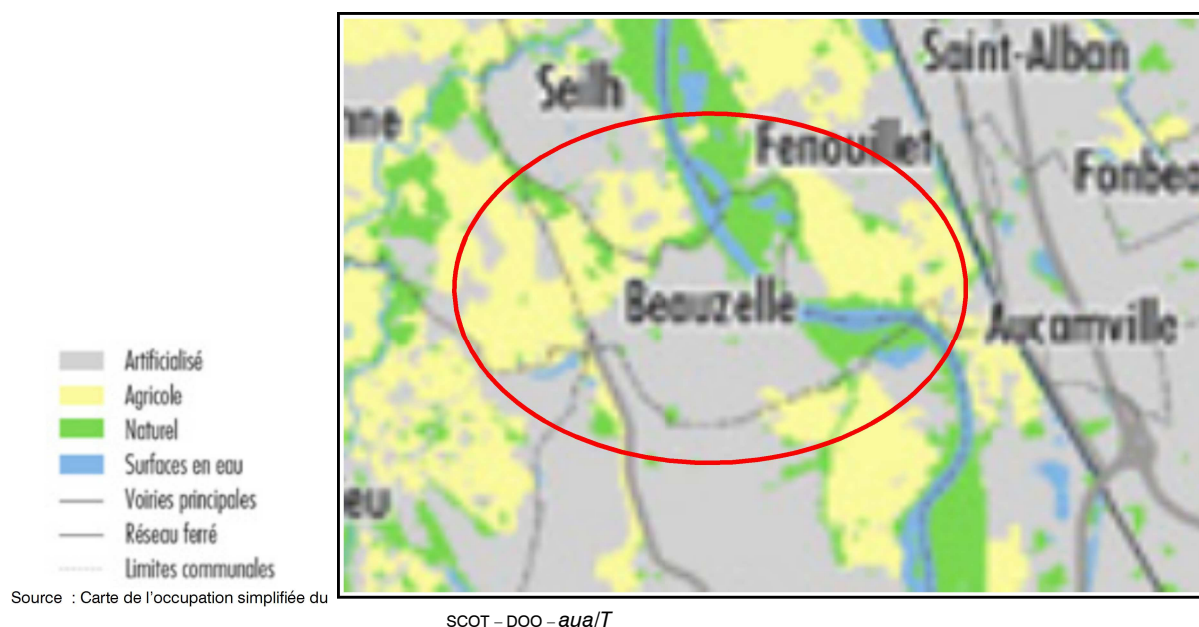 Saint-Alban
Seilh
nne
Fenouillet
Fonbea
Beauzelle
Aucamville
Artificialisé
Agricole
Naturel
Surfaces en eau
Voiries principales
Réseau ferré
Limites communales
eu
Source : Carte de l'occupation simplifiée du
SCOT – DOO – aua/T